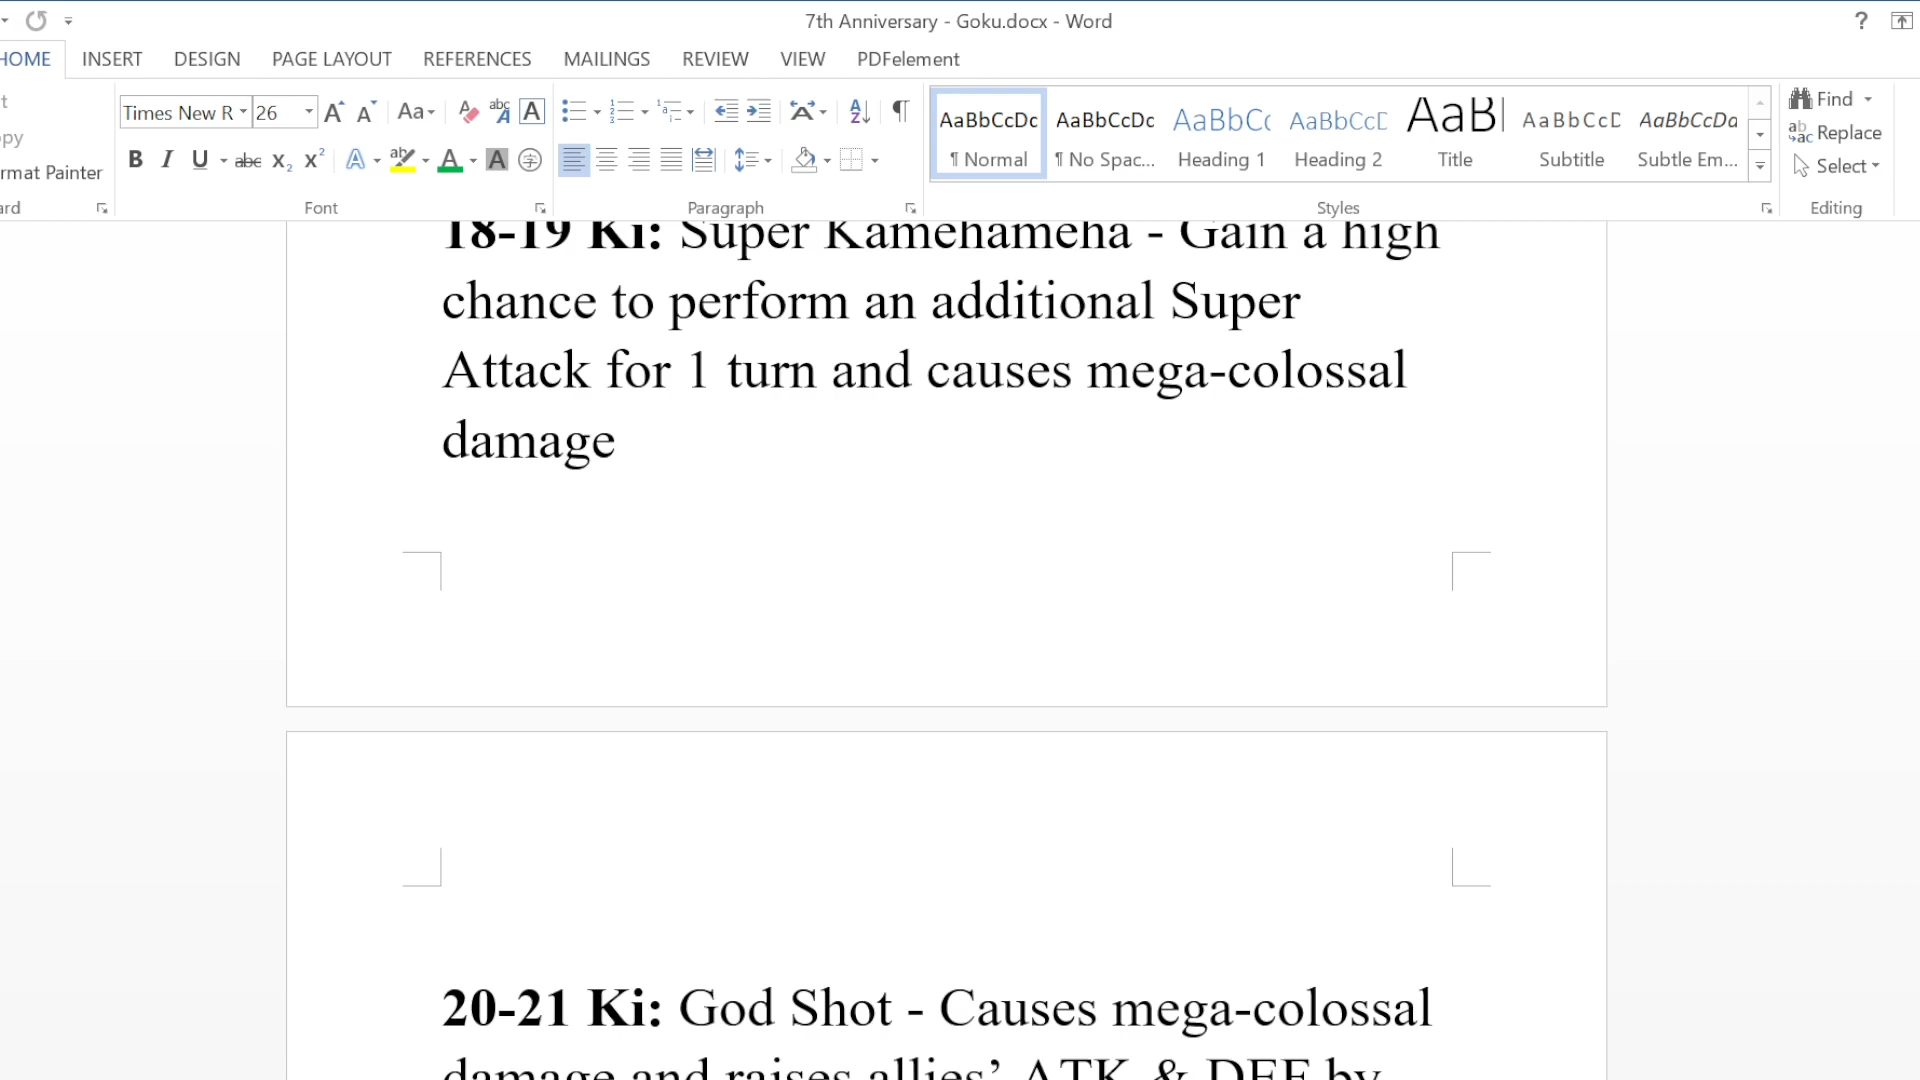 7th Anniversary - Goku.docx - Word
?
HOME INSERT DESIGN PAGE LAYOUT REFERENCES MAILINGS REVIEW VIEW PDFelement
Times New R 26 Aa
Format Painter
Font
Paragraph
AaBbCcDc AaBbCcDc AaBbCc AaBbCcD AaB AaBbCcD AaBbCcDd
¶ Normal ¶ No Spac... Heading 1 Heading 2 Title Subtitle Subtle Em...
Styles
Find
Replace
Select
Editing
18-19 Ki: Super Kamehameha - Gain a high
chance to perform an additional Super
Attack for 1 turn and causes mega-colossal
damage
20-21 Ki: God Shot - Causes mega-colossal
damage and raises allies’ ATK & DEF by